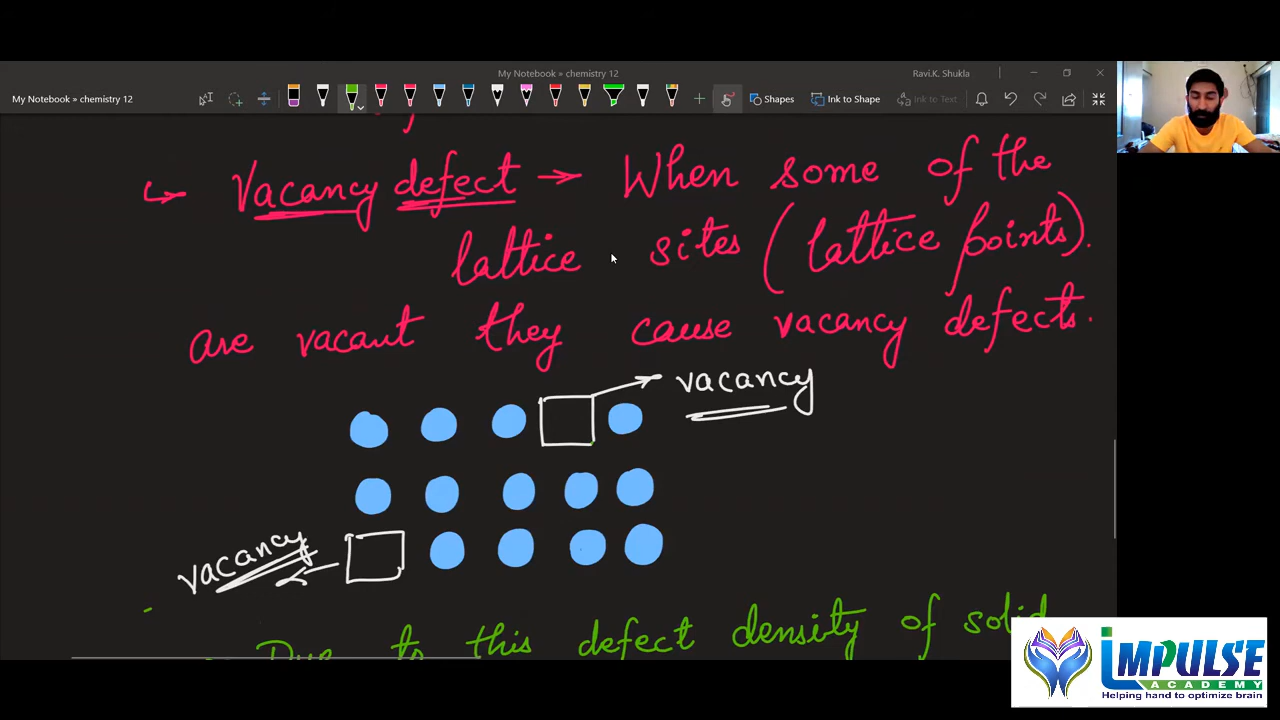 My Notebook » chemistry 12
Ravi.K. Shukla
My Notebook » chemistry 12
Shapes
Ink to Shape
Ink to Text
Vacancy defect → When some of the
lattice sites (lattice points).
are vacant they cause vacancy defects.
vacancy
vacancy
Due to this defect density of solid
iMPULSE
ACADEMY
Helping hand to optimize brain